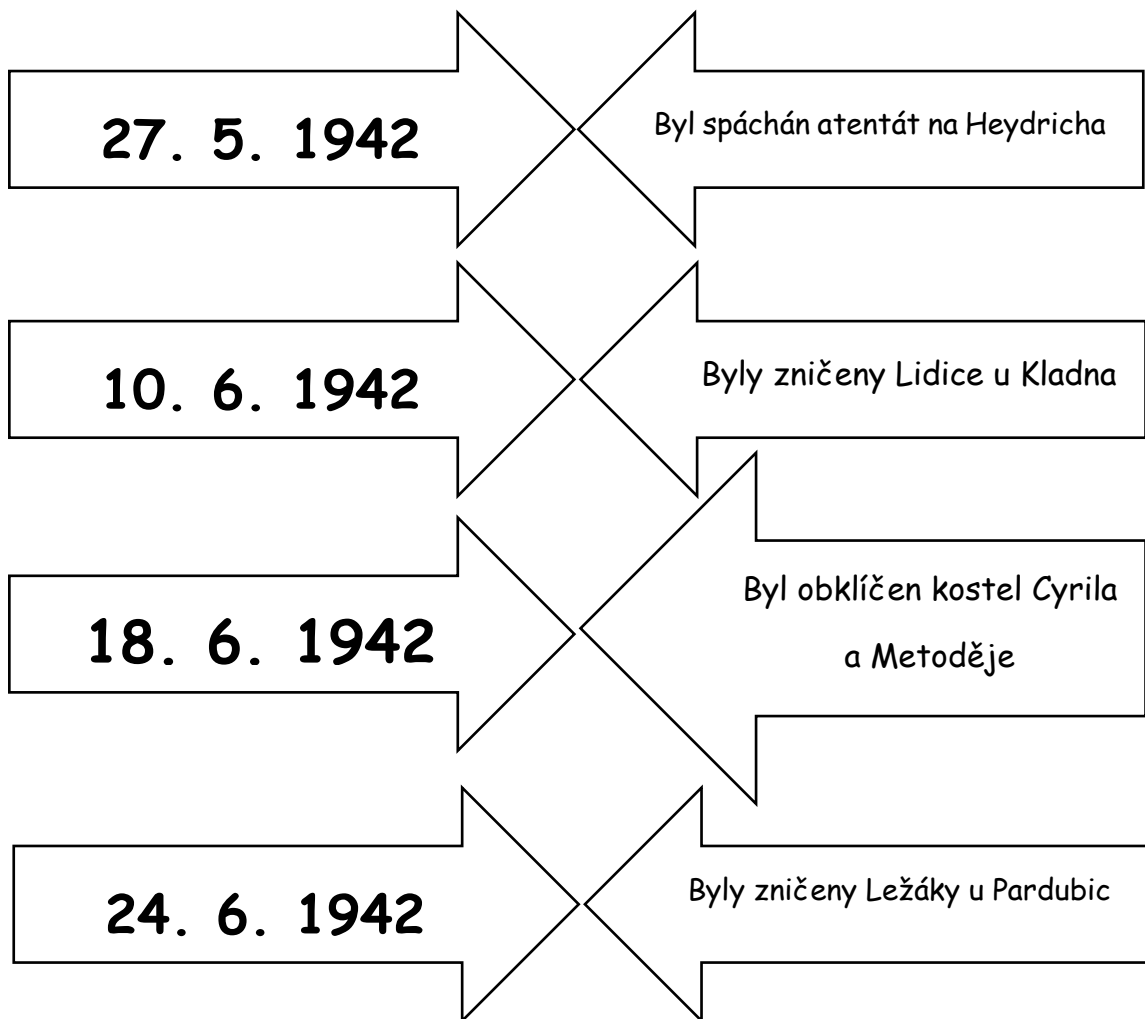 27. 5. 1942
Byl spáchán atentát na Heydricha
10. 6. 1942
Byly zničeny Lidice u Kladna
18. 6. 1942
Byl obklíčen kostel Cyrila
a Metoděje
24. 6. 1942
Byly zničeny Ležáky u Pardubic